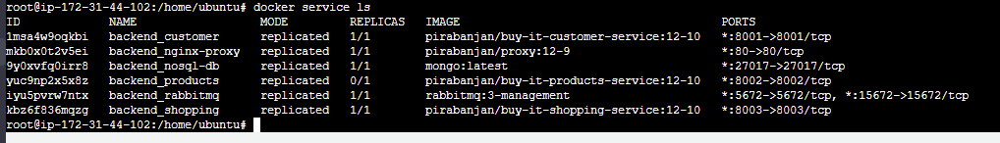 root@ip-172-31-44-102:/home/ubuntu# docker service ls
ID NAME MODE REPLICAS IMAGE PORTS
1msa4w9oqkbi backend_customer replicated 1/1 pirabanjan/buy-it-customer-service:12-10 *:8001->8001/tcp
mkb0x0t2v5ei backend_nginx-proxy replicated 1/1 pirabanjan/proxy:12-9 *:80->80/tcp
9y0xvfq0irr8 backend_nosql-db replicated 1/1 mongo:latest *:27017->27017/tcp
yuc9np2x5x8z backend_products replicated 0/1 pirabanjan/buy-it-products-service:12-10 *:8002->8002/tcp
iyu5pvrw7ntx backend_rabbitmq replicated 1/1 rabbitmq:3-management *:5672->5672/tcp, *:15672->15672/tcp
kbz6f836mqzg backend_shopping replicated 1/1 pirabanjan/buy-it-shopping-service:12-10 *:8003->8003/tcp
root@ip-172-31-44-102:/home/ubuntu#